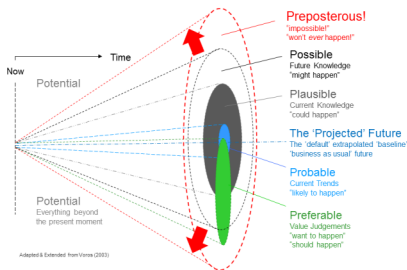 Time
Now
Potential
Potential
Everything beyond
the present moment
Adapted & Extended from Voros (2003)
Preposterous!
"impossible!"
"won't ever happen!"
Possible
Future Knowledge
"might happen"
Plausible
Current Knowledge
"could happen"
The 'Projected' Future
The 'default' extrapolated 'baseline'
'business as usual' future
Probable
Current Trends
"likely to happen"
Preferable
Value Judgements
"want to happen"
"should happen"